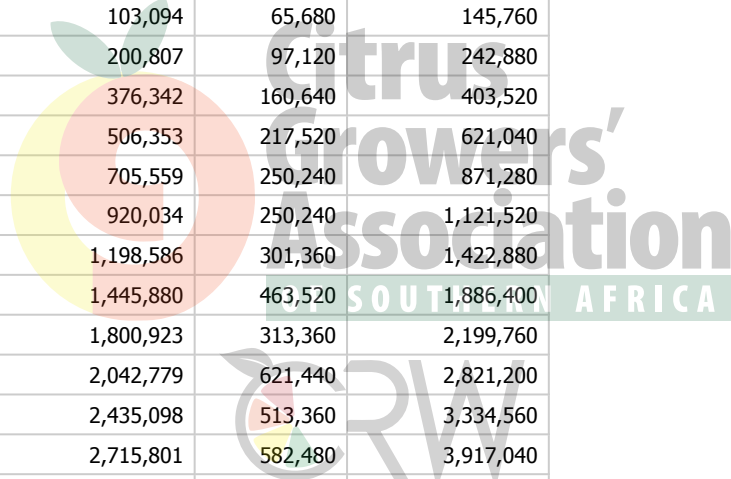 103,094 65,680 145,760
200,807 97,120 242,880
376,342 160,640 403,520
506,353 217,520 621,040
705,559 250,240 871,280
920,034 250,240 1,121,520
1,198,586 301,360 1,422,880
1,445,880 463,520 1,886,400
1,800,923 313,360 2,199,760
2,042,779 621,440 2,821,200
2,435,098 513,360 3,334,560
2,715,801 582,480 3,917,040
Citrus
Growers'
Association
OF SOUTHERN AFRICA
CRW